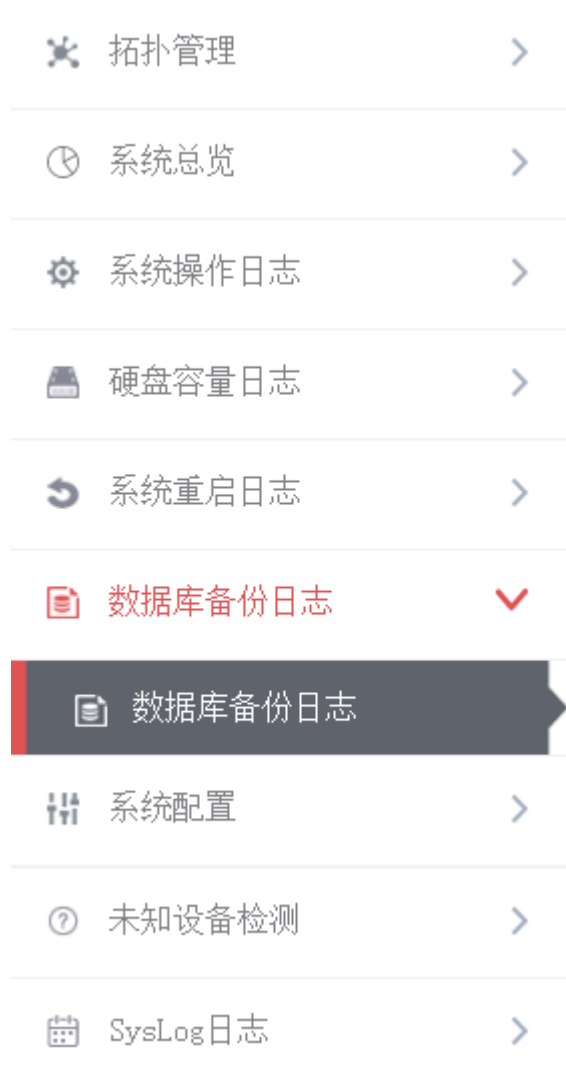 拓扑管理
系统总览
系统操作日志
硬盘容量日志
系统重启日志
数据库备份日志
数据库备份日志
系统配置
未知设备检测
SysLog日志